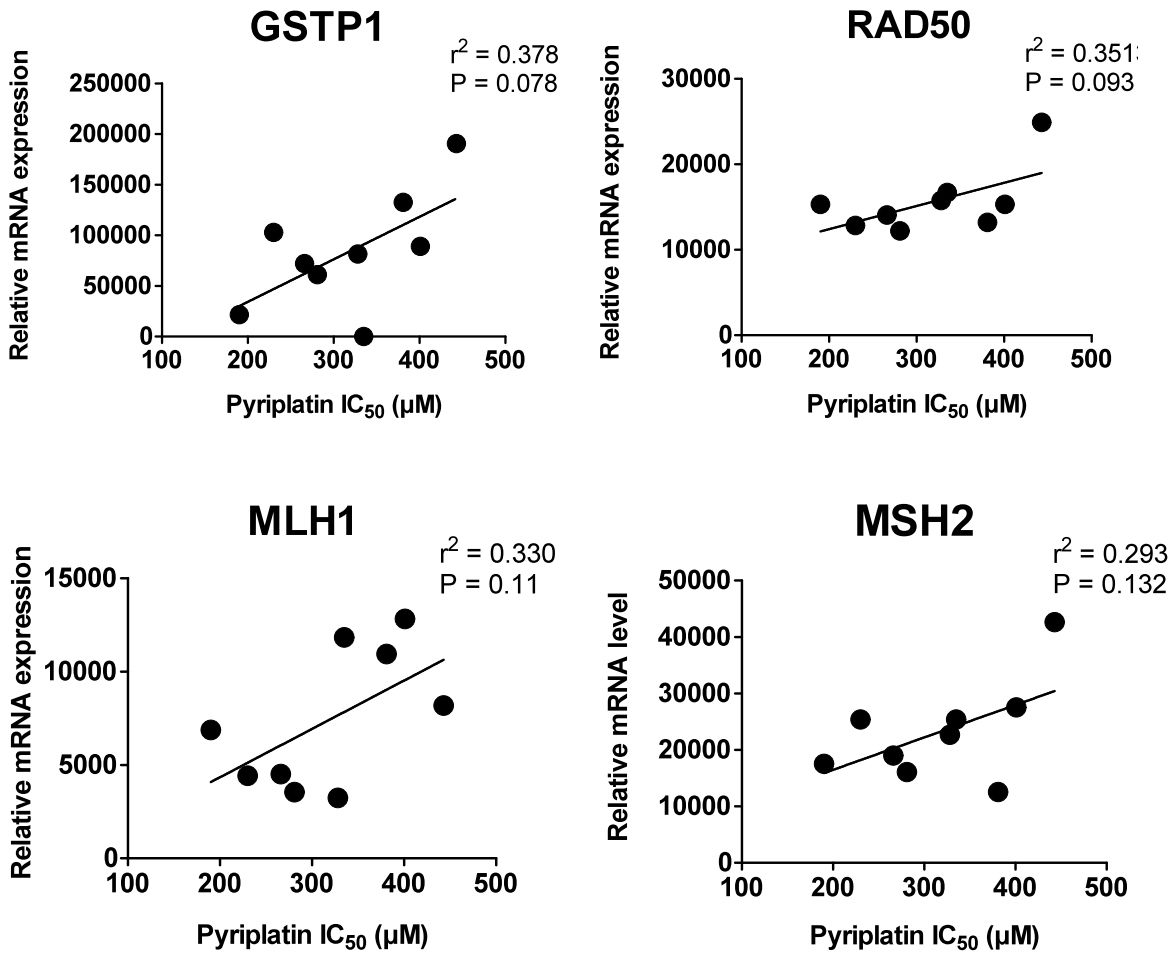 GSTP1
r2 = 0.378
P = 0.078
Relative mRNA expression
250000
200000
150000
100000
50000
0
100 200 300 400 500
Pyriplatin IC50 (µM)
RAD50
r2 = 0.351
P = 0.093
Relative mRNA expression
30000
20000
10000
0
100 200 300 400 500
Pyriplatin IC50 (µM)
MLH1
r2 = 0.330
P = 0.11
Relative mRNA expression
15000
10000
5000
0
100 200 300 400 500
Pyriplatin IC50 (µM)
MSH2
r2 = 0.293
P = 0.132
Relative mRNA level
50000
40000
30000
20000
10000
0
100 200 300 400 500
Pyriplatin IC50 (µM)